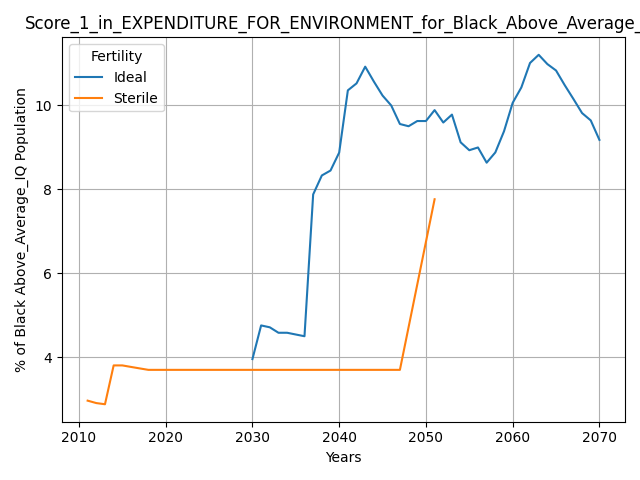 Score_1_in_EXPENDITURE_FOR_ENVIRONMENT_for_Black_Above_Average_
Fertility
Ideal
Sterile
% of Black Above_Average_IQ Population
10
8
6
4
2010 2020 2030 2040 2050 2060 2070
Years